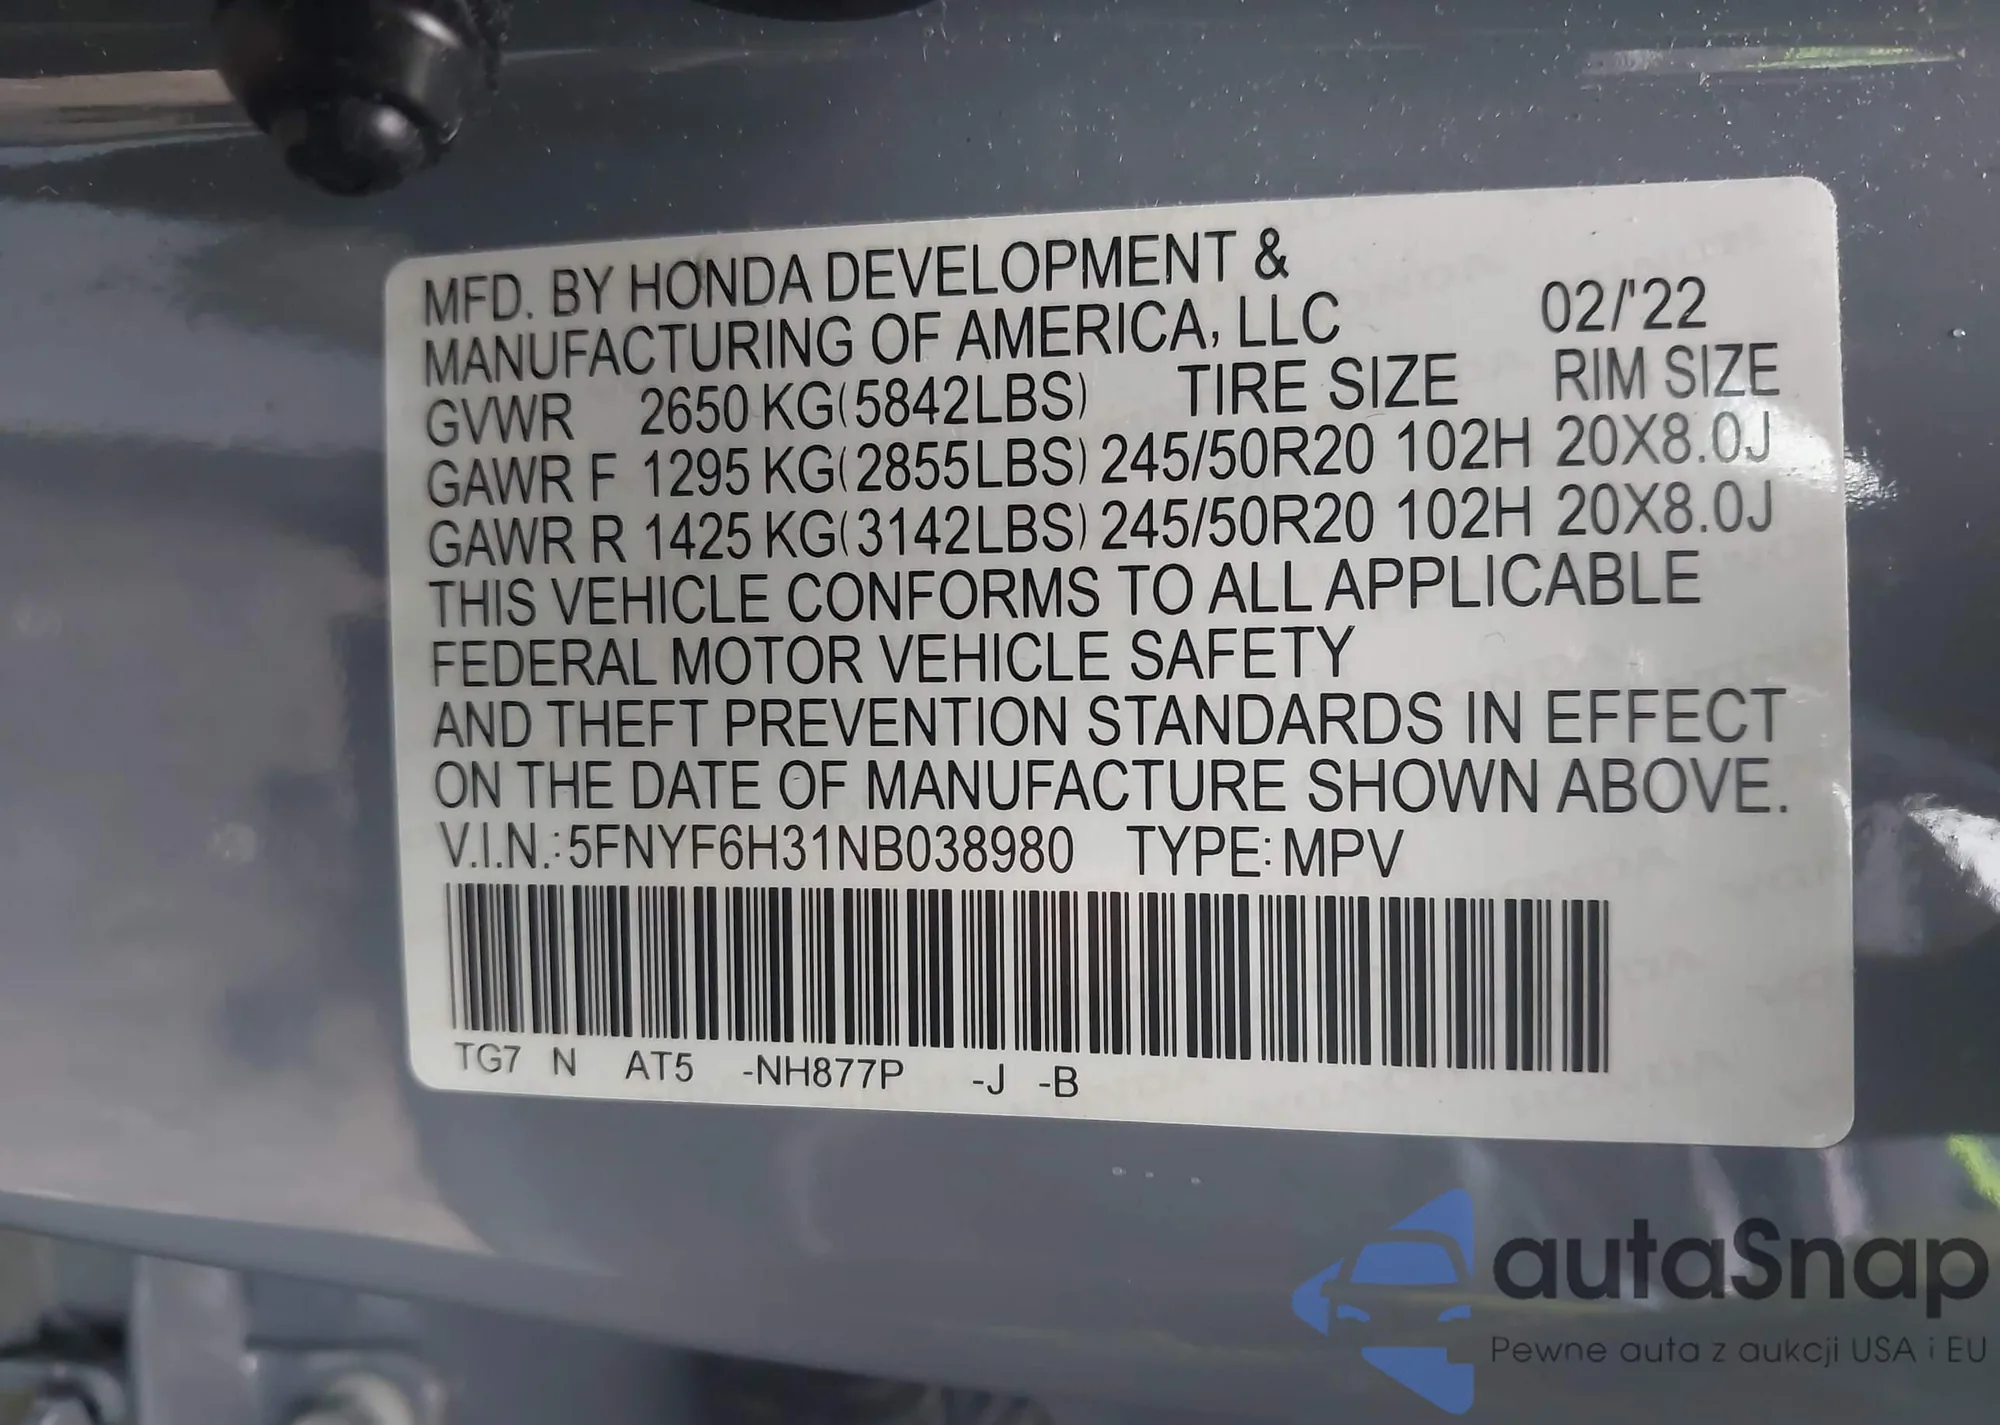 MFD. BY HONDA DEVELOPMENT &
MANUFACTURING OF AMERICA, LLC 02/'22
GVWR 2650 KG(5842LBS) TIRE SIZE RIM SIZE
GAWR F 1295 KG(2855LBS) 245/50R20 102H 20X8.0J
GAWR R 1425 KG(3142LBS) 245/50R20 102H 20X8.0J
THIS VEHICLE CONFORMS TO ALL APPLICABLE
FEDERAL MOTOR VEHICLE SAFETY
AND THEFT PREVENTION STANDARDS IN EFFECT
ON THE DATE OF MANUFACTURE SHOWN ABOVE.
V.I.N.: 5FNYF6H31NB038980 TYPE: MPV
TG7 N AT5 -NH877P -J -B
autaSnap
Pewne auta z aukcji USA i EU